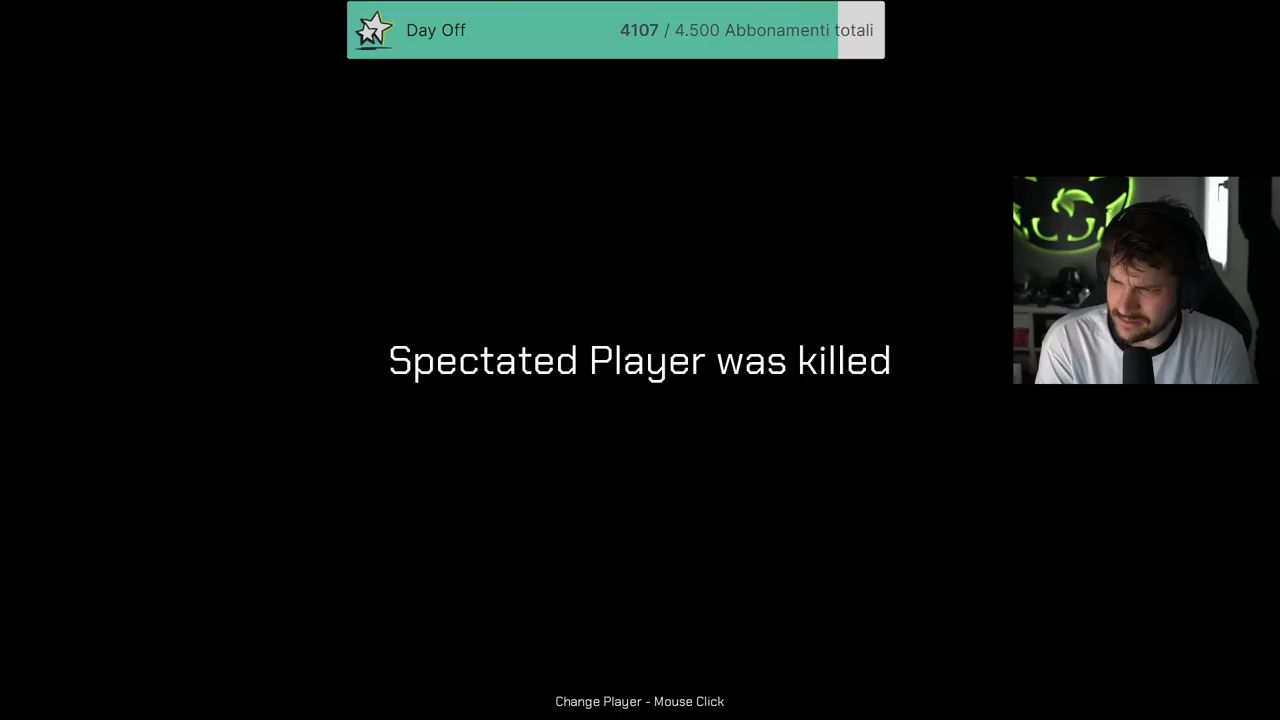 Day Off
4107 / 4.500 Abbonamenti totali
Spectated Player was killed
Change Player - Mouse Click